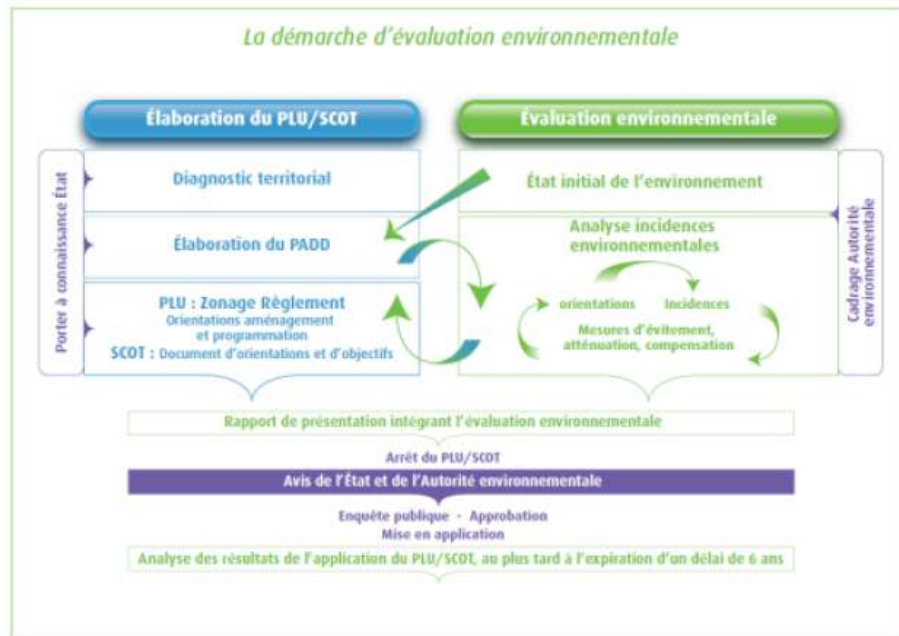 La démarche d'évaluation environnementale
Élaboration du PLU/SCOT
Évaluation environnementale
Porter à connaissance État
Diagnostic territorial
Élaboration du PADD
PLU : Zonage Règlement
Orientations aménagement
et programmation
SCOT : Document d'orientations et d'objectifs
État initial de l'environnement
Analyse incidences
environnementales
orientations
Incidences
Mesures d'évitement,
atténuation, compensation
Cadrage Autorité
environnementale
Rapport de présentation intégrant l'évaluation environnementale
Arrêt du PLU/SCOT
Avis de l'État et de l'Autorité environnementale
Enquête publique - Approbation
Mise en application
Analyse des résultats de l'application du PLU/SCOT, au plus tard à l'expiration d'un délai de 6 ans